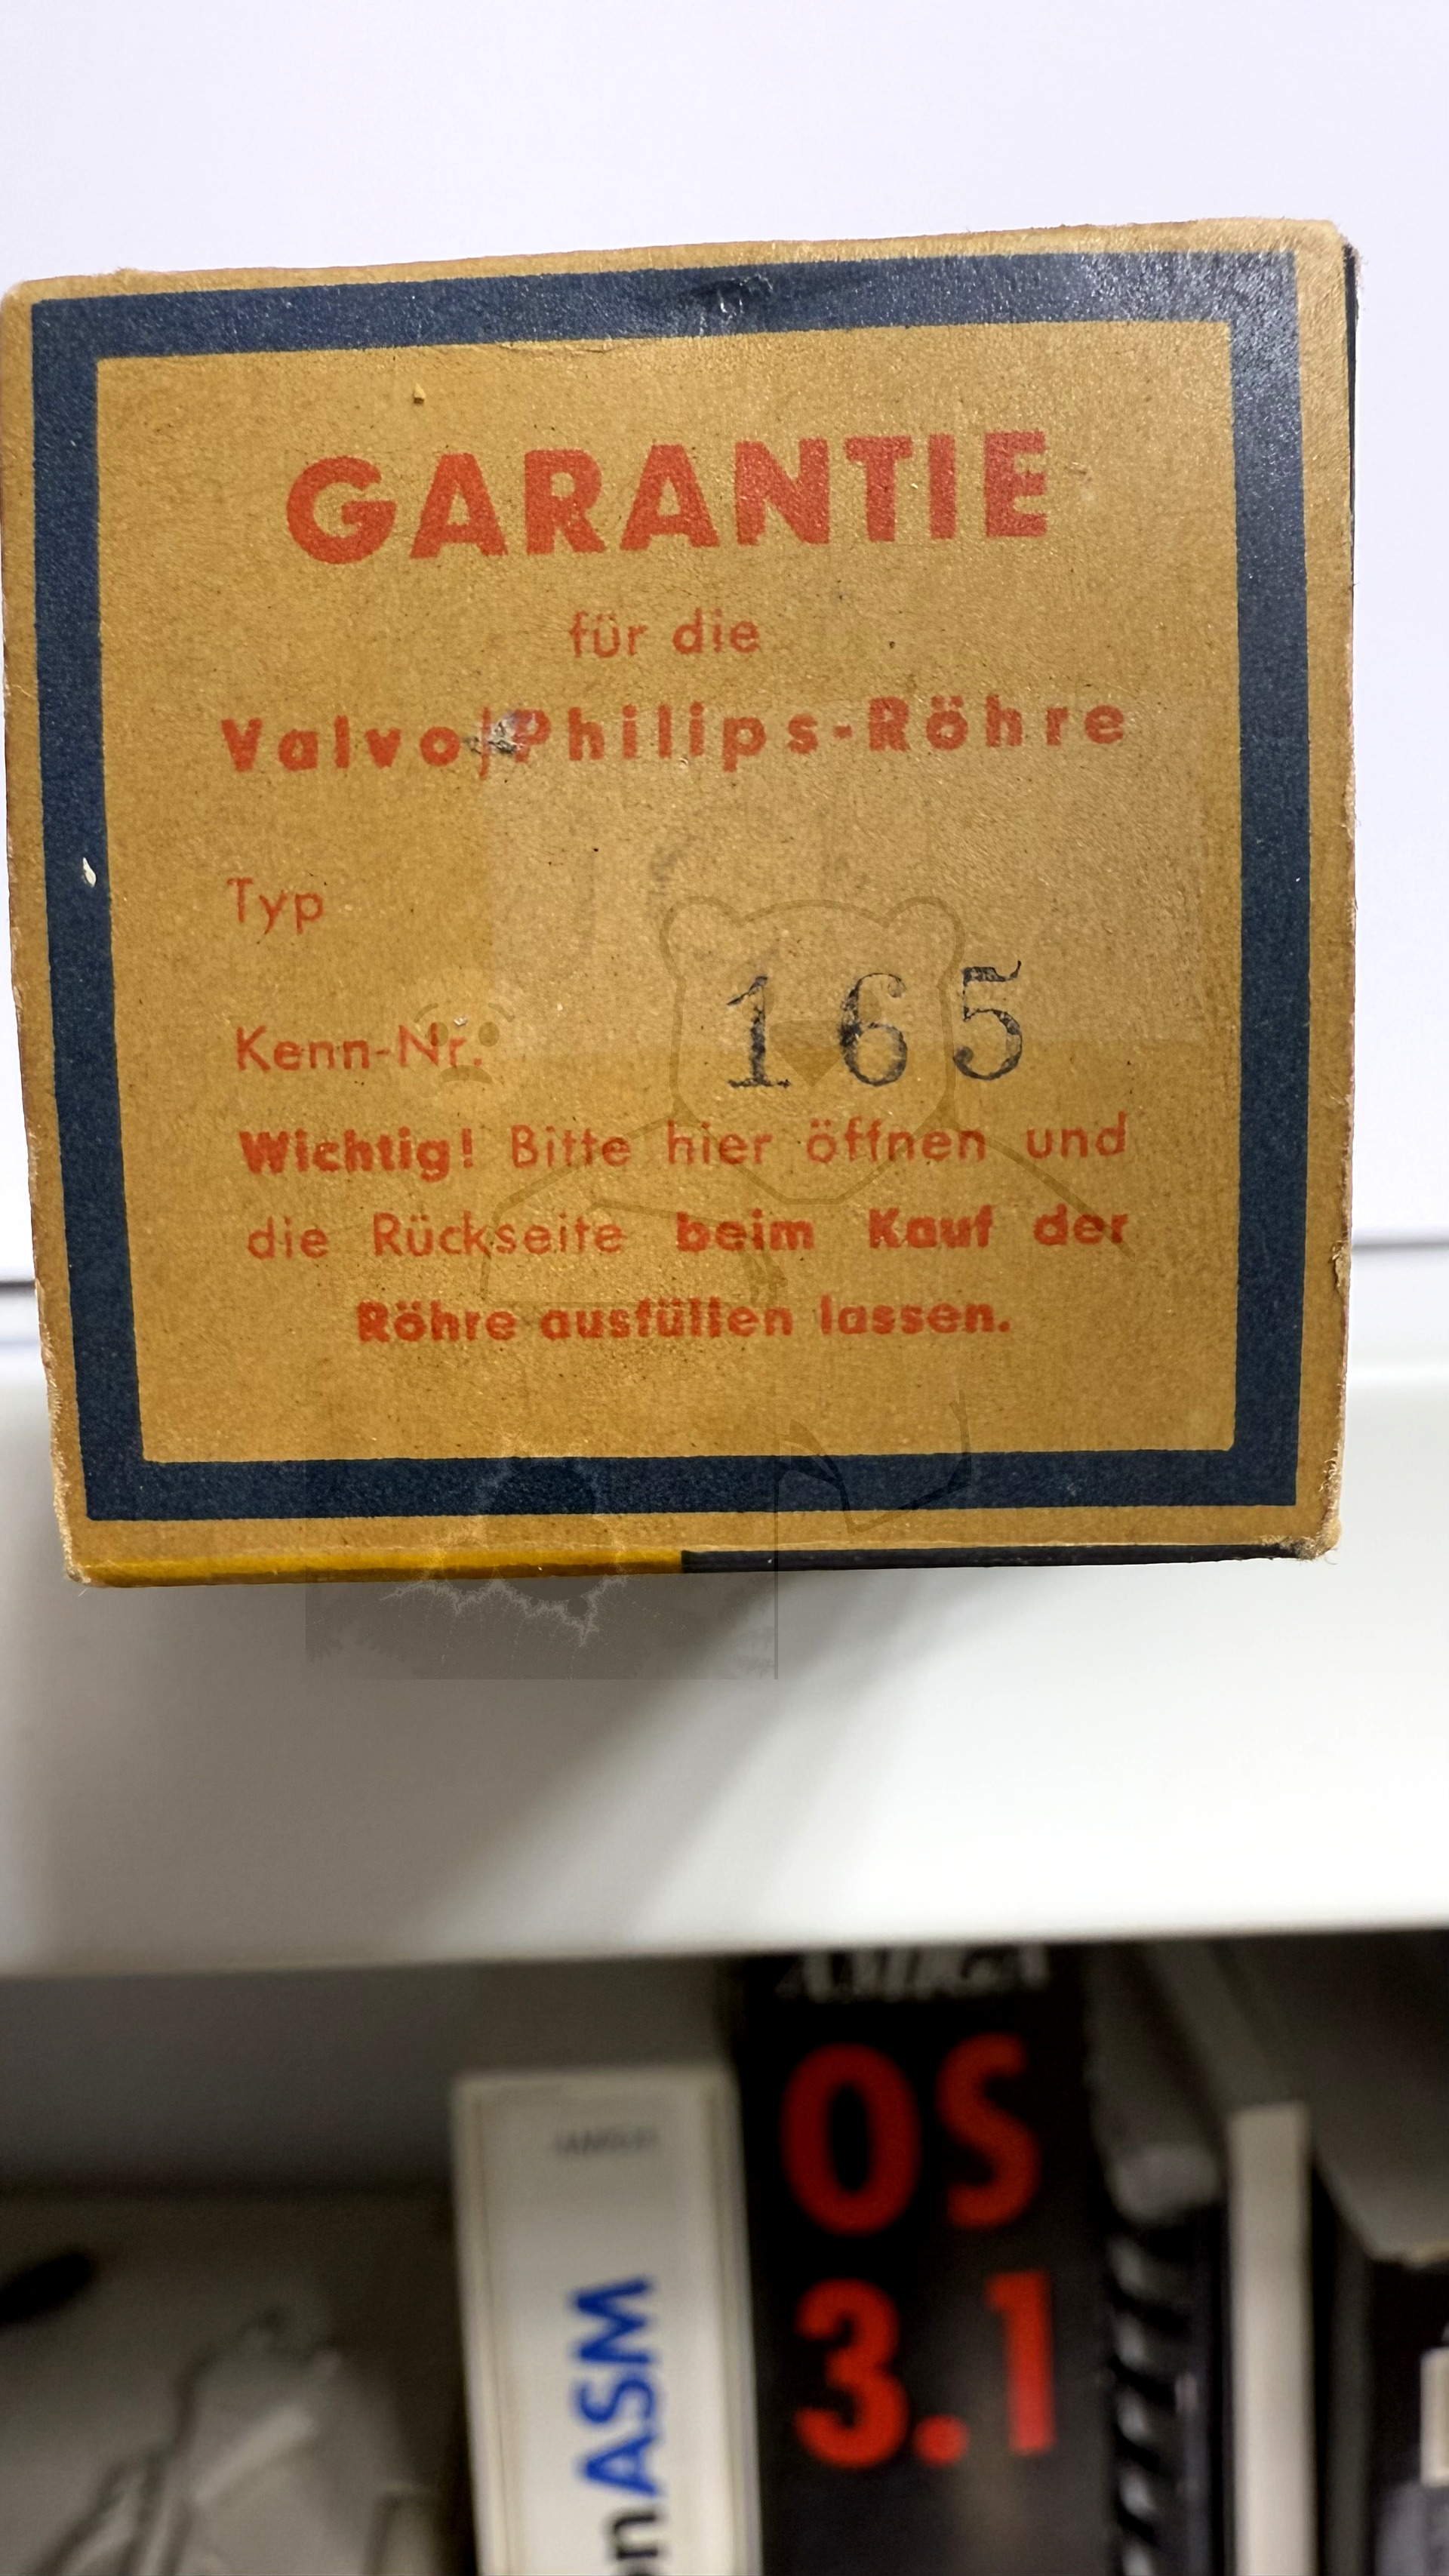 GARANTIE
für die
Valvo/Philips-Röhre
Typ
Kenn-Nr. 165
Wichtig! Bitte hier öffnen und
die Rückseite beim Kauf der
Röhre ausfüllen lassen.
AMIGA
OS
3.1
ASM